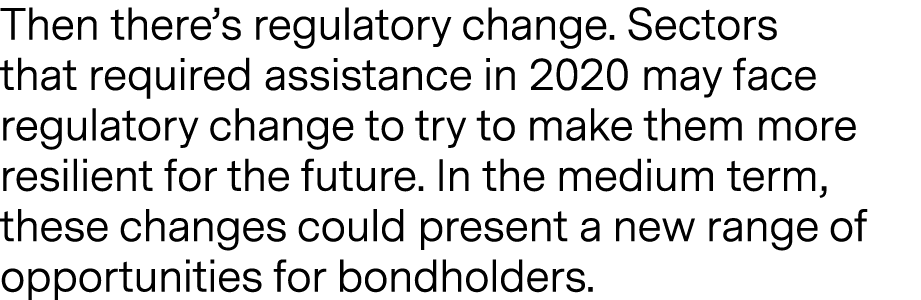 Then there’s regulatory change. Sectors
that required assistance in 2020 may face
regulatory change to try to make them more
resilient for the future. In the medium term,
these changes could present a new range of
opportunities for bondholders.